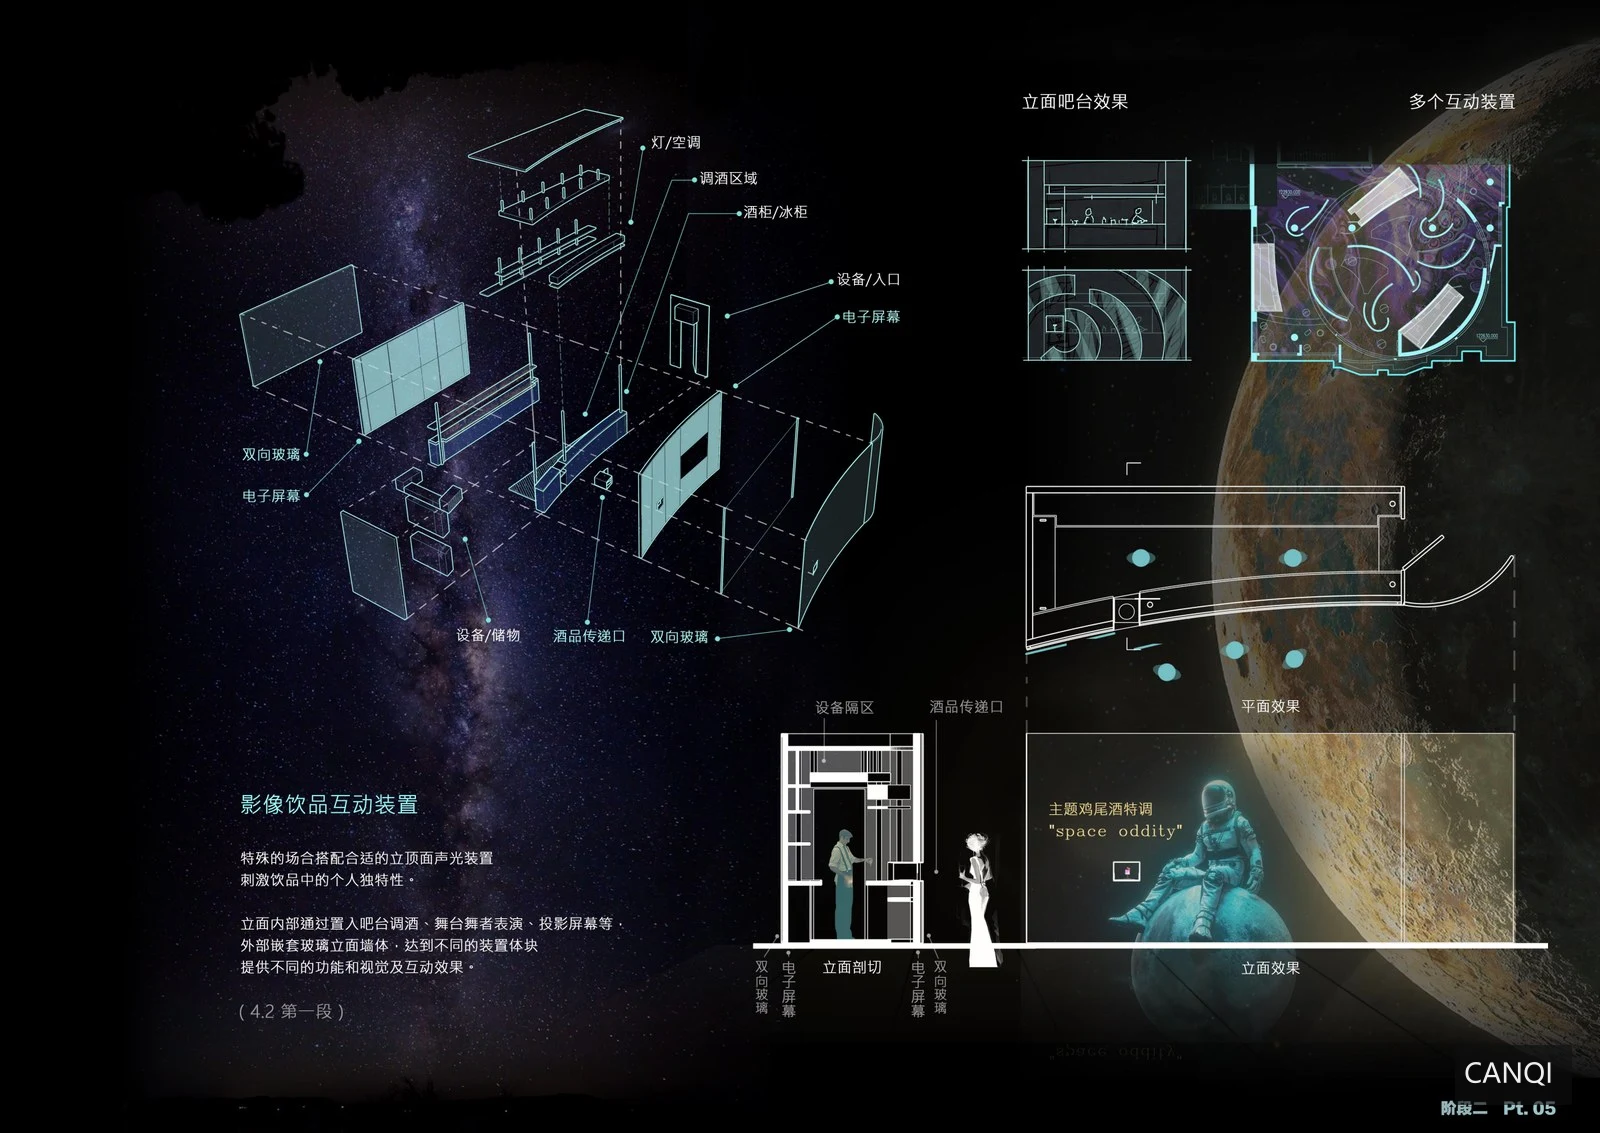 立面吧台效果
多个互动装置
灯/空调
调酒区域
酒柜/冰柜
设备/入口
电子屏幕
双向玻璃
电子屏幕
设备/储物
酒品传递口
双向玻璃
平面效果
设备隔区
酒品传递口
影像饮品互动装置
特殊的场合搭配合适的立顶面声光装置
刺激饮品中的个人独特性。
立面内部通过置入吧台调酒、舞台舞者表演、投影屏幕等，
外部嵌套玻璃立面墙体，达到不同的装置体块
提供不同的功能和视觉及互动效果。
( 4.2 第一段 )
主题鸡尾酒特调
"space oddity"
双向玻璃
电子屏幕
立面剖切
电子屏幕
双向玻璃
立面效果
"space oddity"
CANQI
阶段二 Pt. 05